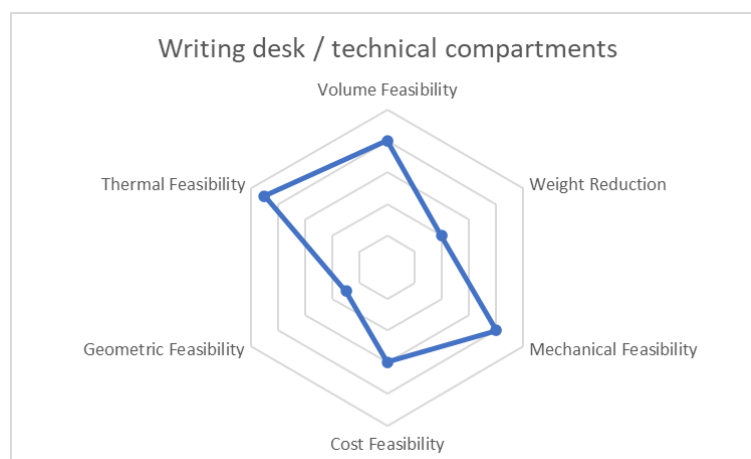 Writing desk / technical compartments
Volume Feasibility
Thermal Feasibility
Weight Reduction
Geometric Feasibility
Mechanical Feasibility
Cost Feasibility